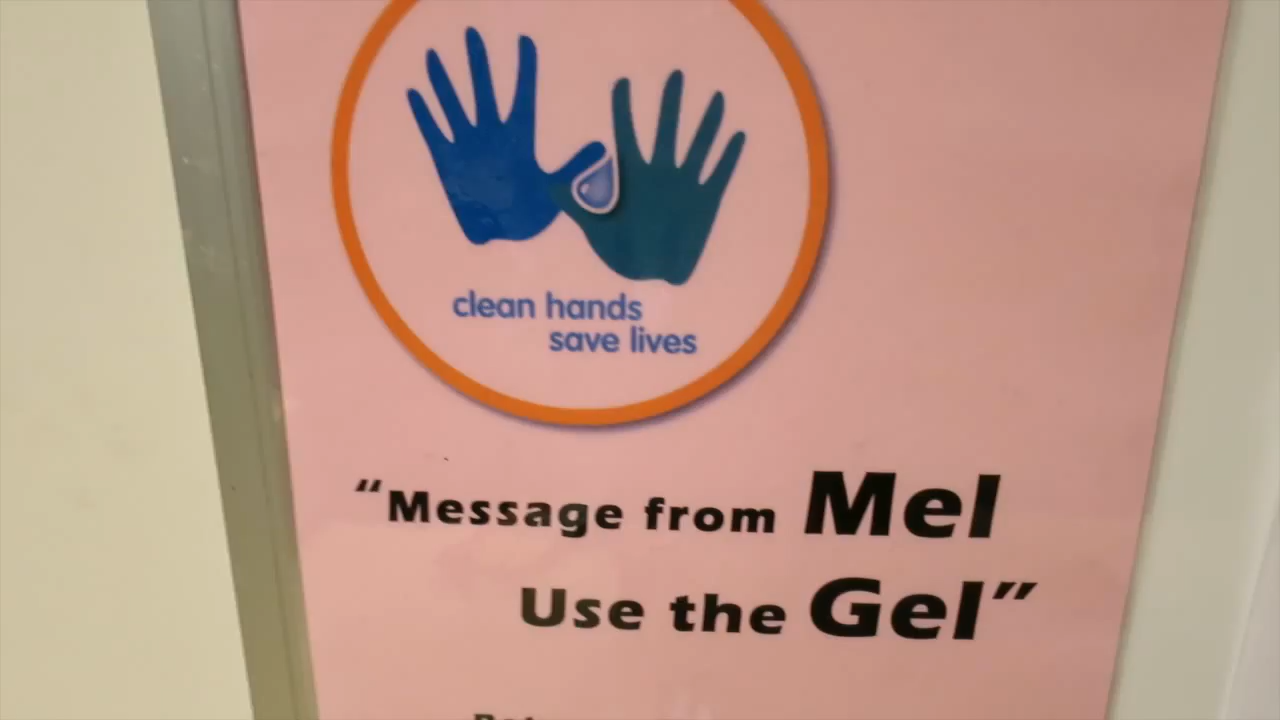 clean hands
save lives
“Message from Mel
Use the Gel”